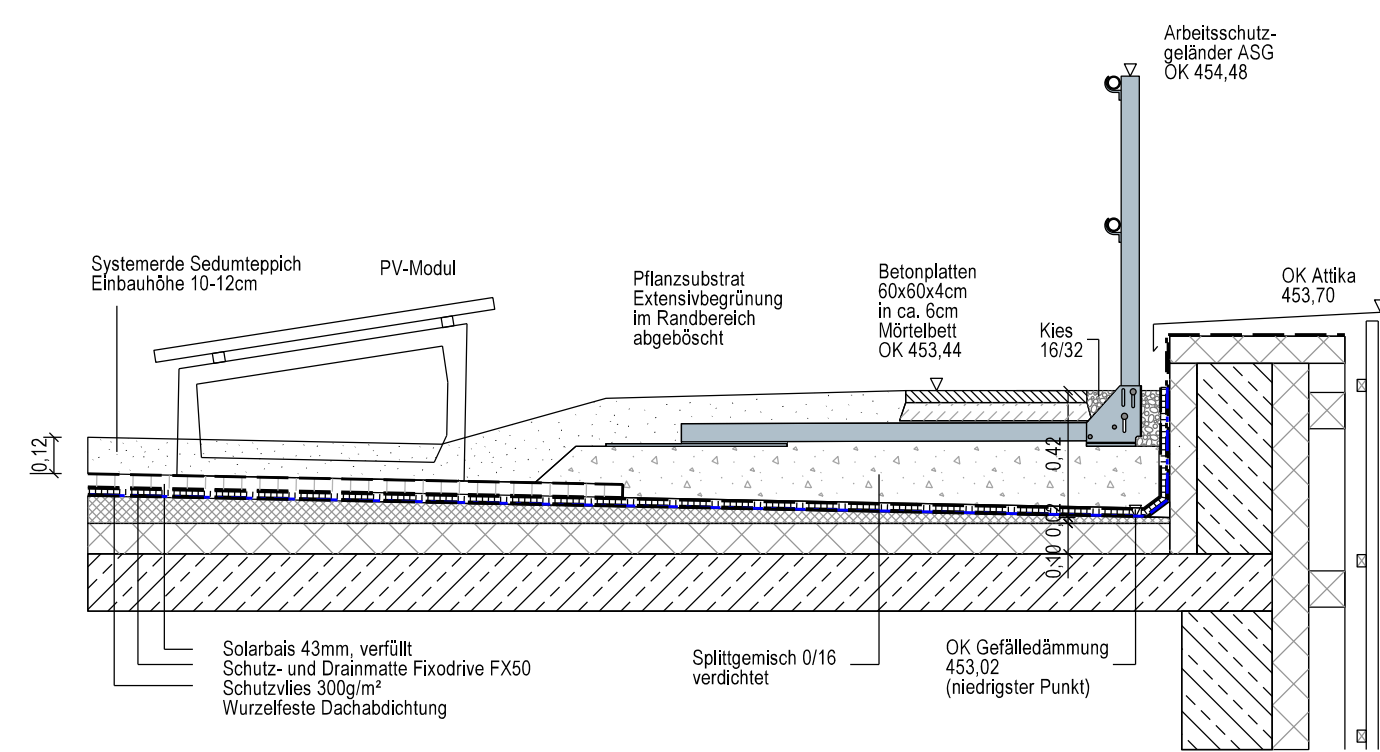 Arbeitsschutz-
geländer ASG
OK 454,48
Systemerde Sedumteppich
Einbauhöhe 10-12cm
PV-Modul
Pflanzsubstrat
Extensivbegrünung
im Randbereich
abgeböscht
Betonplatten
60x60x4cm
in ca. 6cm
Mörtelbett
OK 453,44
Kies
16/32
OK Attika
453,70
0,12
0,42
0,02
0,10
Solarbais 43mm, verfüllt
Schutz- und Drainmatte Fixodrive FX50
Schutzvlies 300g/m²
Wurzelfeste Dachabdichtung
Splittgemisch 0/16
verdichtet
OK Gefälledämmung
453,02
(niedrigster Punkt)